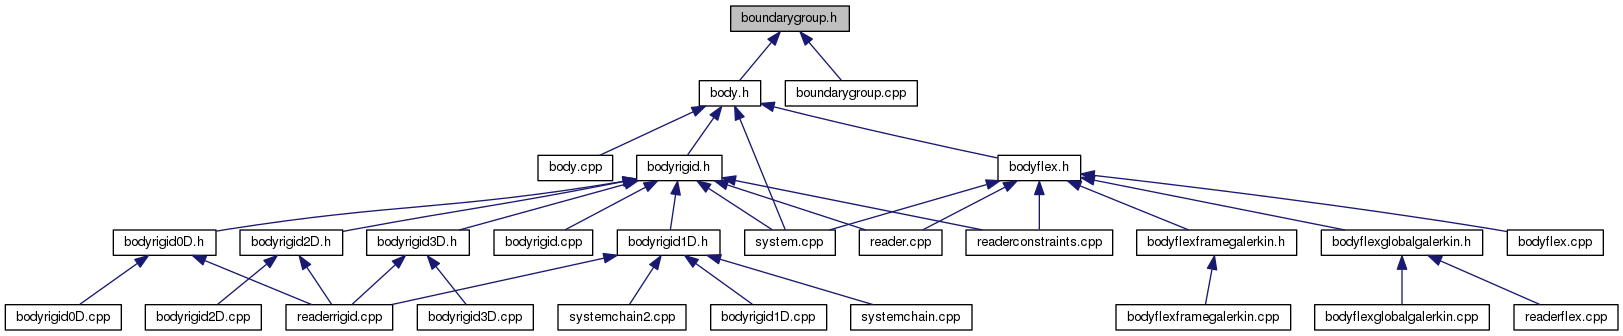 boundarygroup.h
body.h
boundarygroup.cpp
body.cpp
bodyrigid.h
bodyflex.h
bodyrigid0D.h
bodyrigid2D.h
bodyrigid3D.h
bodyrigid.cpp
bodyrigid1D.h
system.cpp
reader.cpp
readerconstraints.cpp
bodyflexframegalerkin.h
bodyflexglobalgalerkin.h
bodyflex.cpp
bodyrigid0D.cpp
bodyrigid2D.cpp
readerrigid.cpp
bodyrigid3D.cpp
systemchain2.cpp
bodyrigid1D.cpp
systemchain.cpp
bodyflexframegalerkin.cpp
bodyflexglobalgalerkin.cpp
readerflex.cpp